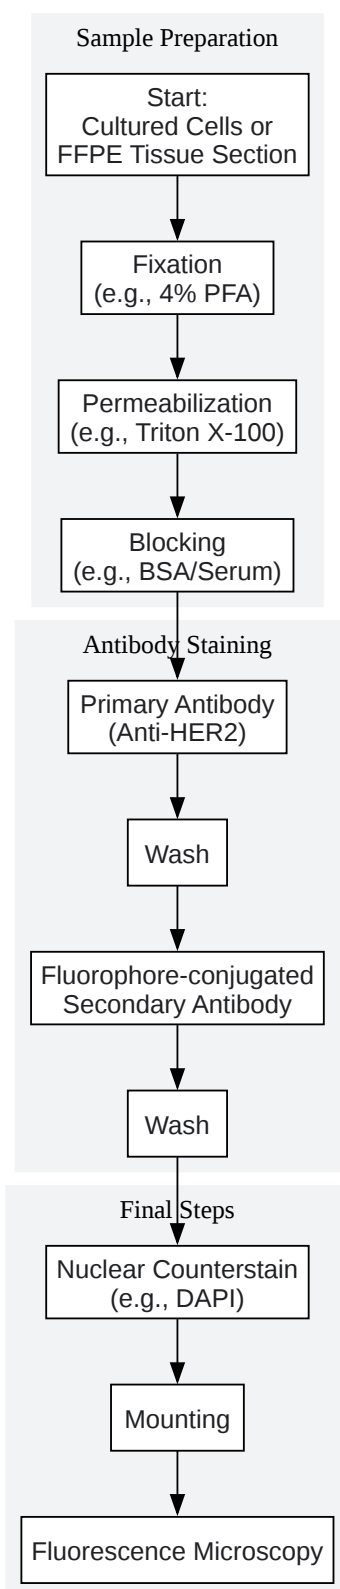 Sample Preparation
Start:
Cultured Cells or
FFPE Tissue Section
Fixation
(e.g., 4% PFA)
Permeabilization
(e.g., Triton X-100)
Blocking
(e.g., BSA/Serum)
Antibody Staining
Primary Antibody
(Anti-HER2)
Wash
Fluorophore-conjugated
Secondary Antibody
Wash
Final Steps
Nuclear Counterstain
(e.g., DAPI)
Mounting
Fluorescence Microscopy